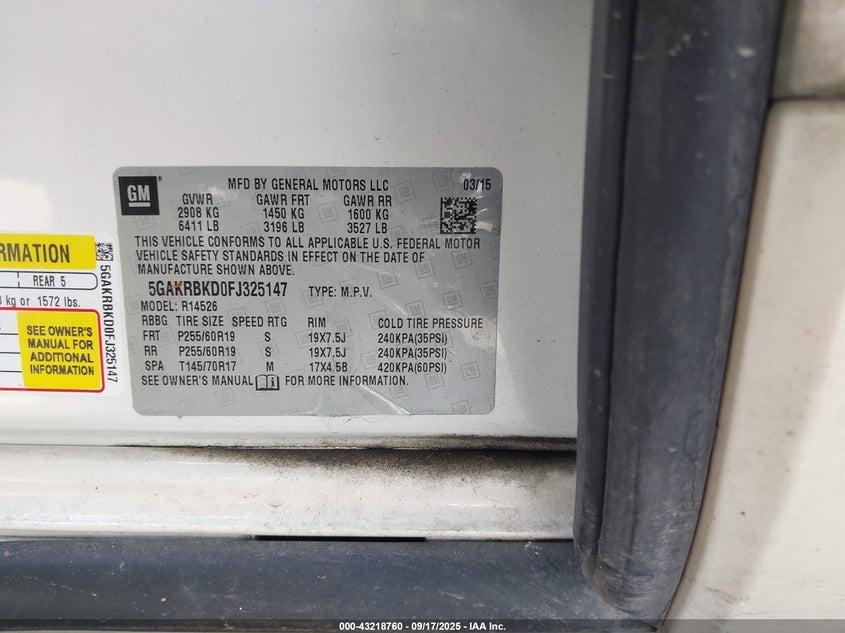 GM
MFD BY GENERAL MOTORS LLC 03/15
GVWR GAWR FRT GAWR RR
2908 KG 1450 KG 1600 KG
6411 LB 3196 LB 3527 LB
THIS VEHICLE CONFORMS TO ALL APPLICABLE U.S. FEDERAL MOTOR
VEHICLE SAFETY STANDARDS IN EFFECT ON THE DATE OF
MANUFACTURE SHOWN ABOVE.
5GAKRBKD0FJ325147 TYPE: M.P.V.
MODEL: R14526
RBBG TIRE SIZE SPEED RTG RIM COLD TIRE PRESSURE
FRT P255/60R19 S 19X7.5J 240KPA(35PSI)
RR P255/60R19 S 19X7.5J 240KPA(35PSI)
SPA T145/70R17 M 17X4.5B 420KPA(60PSI)
SEE OWNER'S MANUAL FOR MORE INFORMATION.
RMATION
REAR 5
kg or 1572 lbs.
SEE OWNER'S
MANUAL FOR
ADDITIONAL
INFORMATION
5GAKRBKD0FJ325147
000-43218760 - 09/17/2025 - IAA Inc.